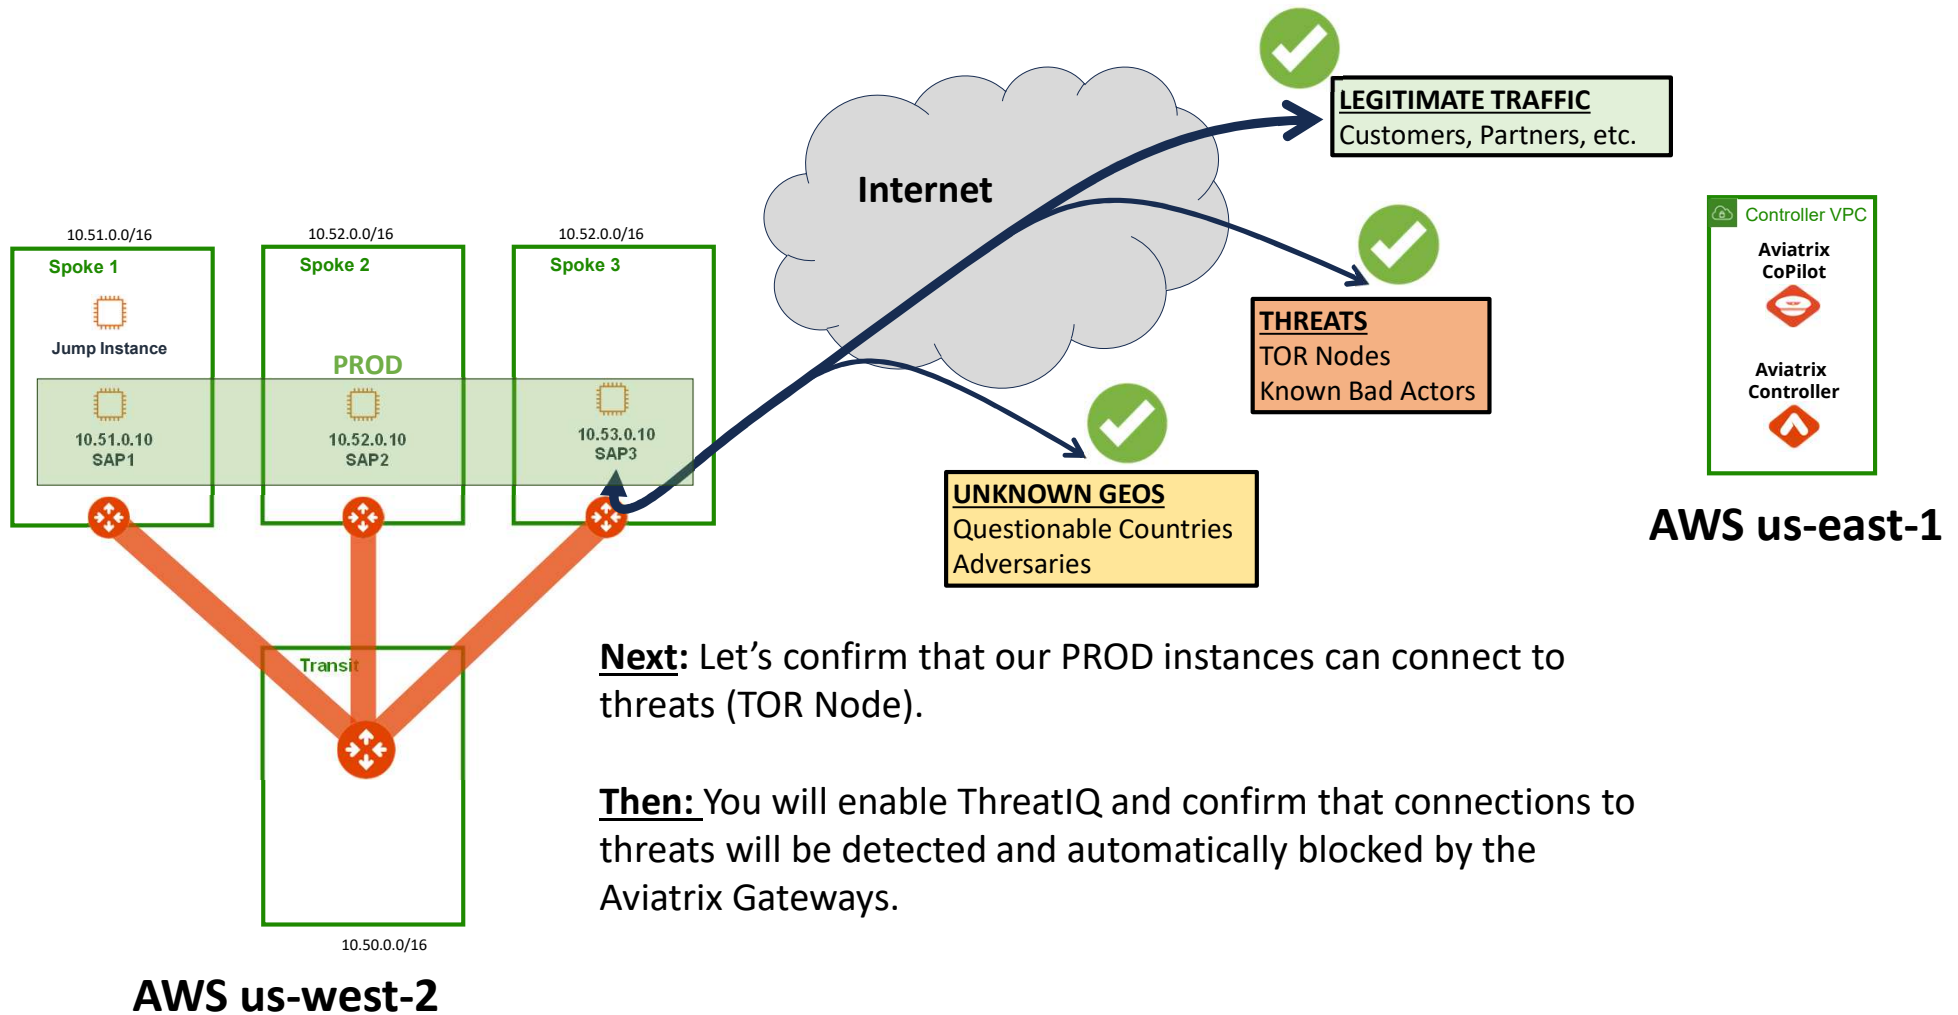 LEGITIMATE TRAFFIC
Customers, Partners, etc.
Internet
Controller VPC
Aviatrix
CoPilot
Aviatrix
Controller
AWS us-east-1
10.51.0.0/16
10.52.0.0/16
10.52.0.0/16
Spoke 1
Spoke 2
Spoke 3
Jump Instance
PROD
10.51.0.10
SAP1
10.52.0.10
SAP2
10.53.0.10
SAP3
THREATS
TOR Nodes
Known Bad Actors
UNKNOWN GEOS
Questionable Countries
Adversaries
Transit
Next: Let’s confirm that our PROD instances can connect to
threats (TOR Node).
Then: You will enable ThreatIQ and confirm that connections to
threats will be detected and automatically blocked by the
Aviatrix Gateways.
10.50.0.0/16
AWS us-west-2